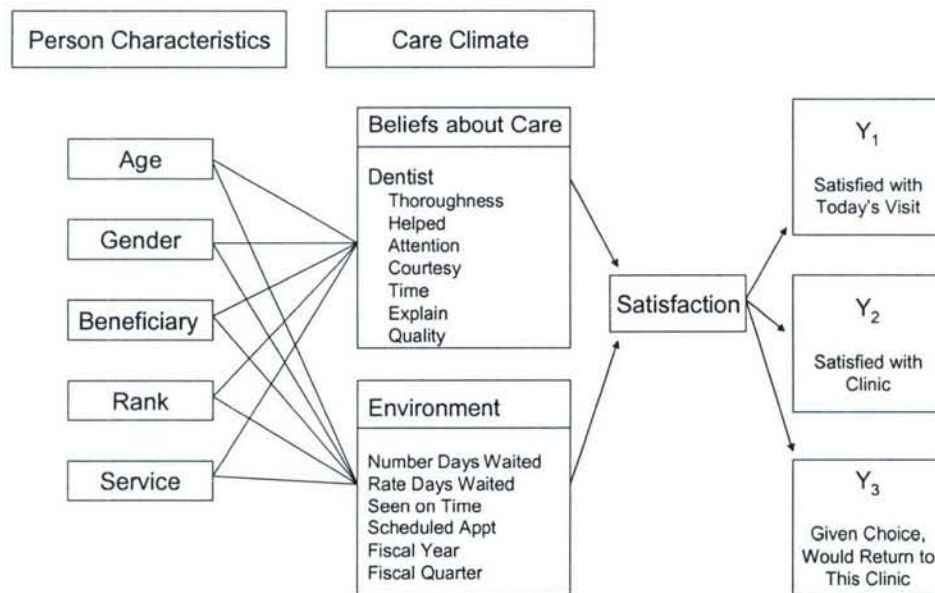 Person Characteristics
Care Climate
Age
Gender
Beneficiary
Rank
Service
Beliefs about Care
Dentist
Thoroughness
Helped
Attention
Courtesy
Time
Explain
Quality
Environment
Number Days Waited
Rate Days Waited
Seen on Time
Scheduled Appt
Fiscal Year
Fiscal Quarter
Satisfaction
Y₁
Satisfied with
Today's Visit
Y₂
Satisfied with
Clinic
Y₃
Given Choice,
Would Return to
This Clinic